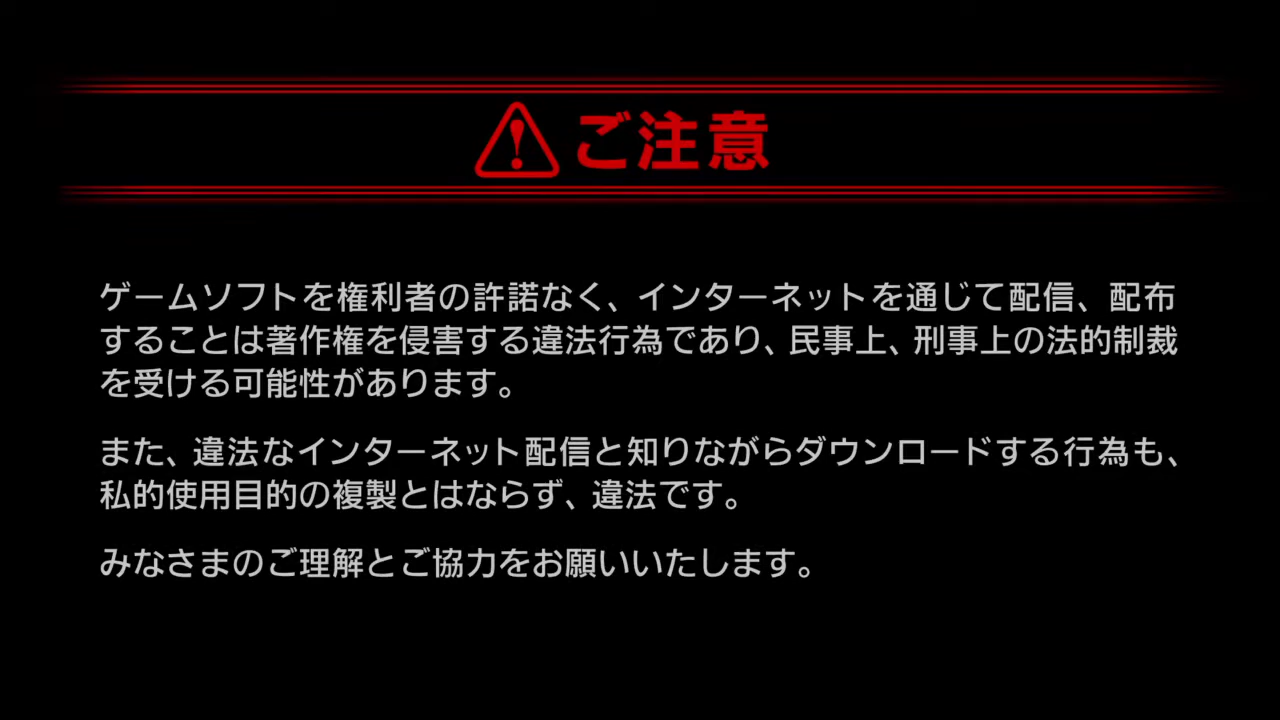 ご注意
ゲームソフトを権利者の許諾なく、インターネットを通じて配信、配布
することは著作権を侵害する違法行為であり、民事上、刑事上の法的制裁
を受ける可能性があります。
また、違法なインターネット配信と知りながらダウンロードする行為も、
私的使用目的の複製とはならず、違法です。
みなさまのご理解とご協力をお願いいたします。